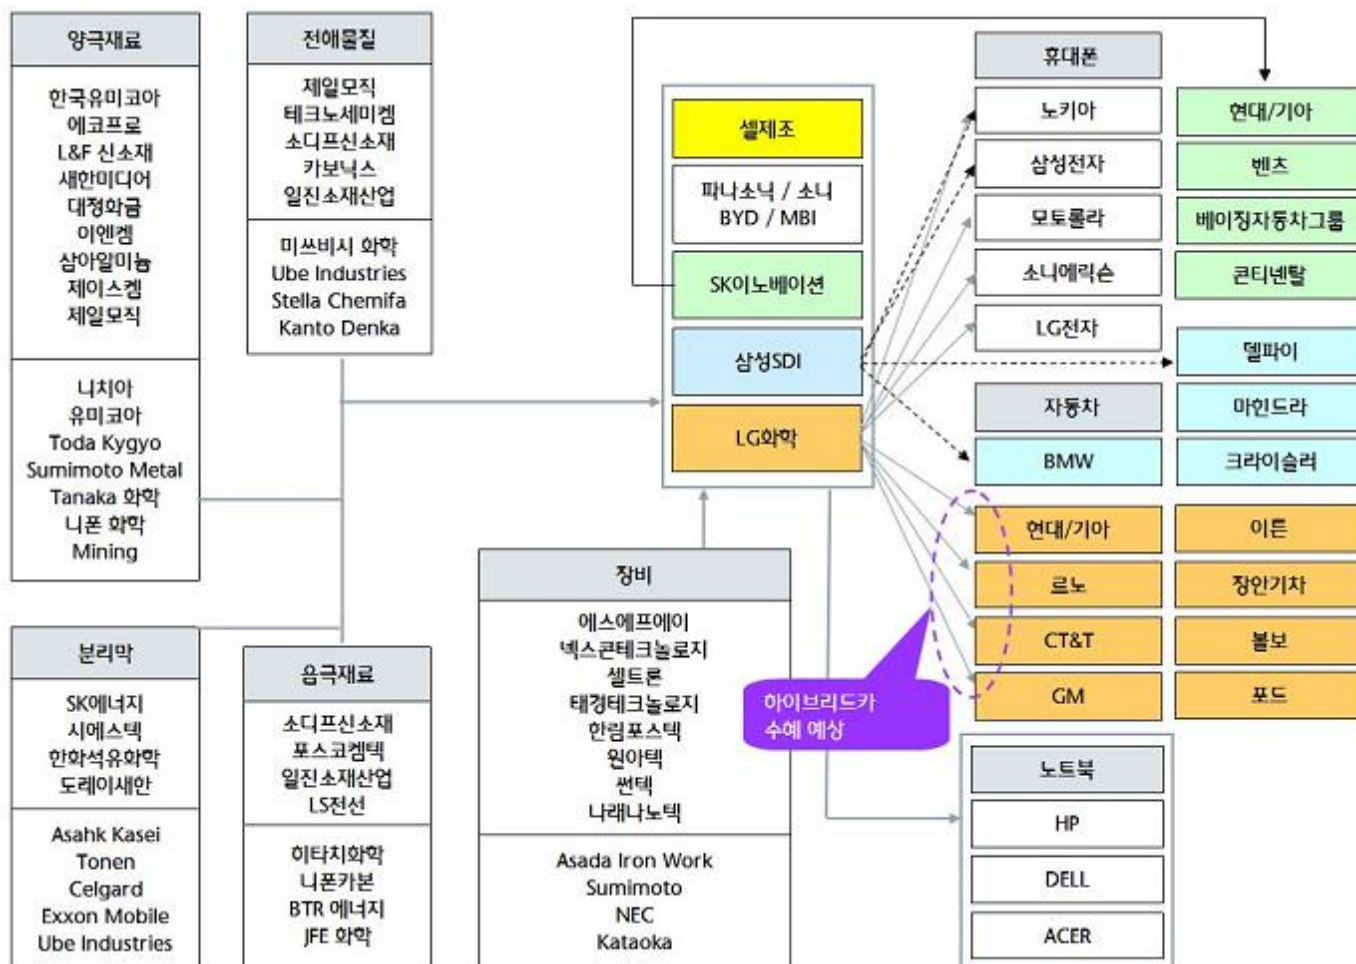 양극재료
한국유미코아
에코프로
L&F 신소재
새한미디어
대정화금
이엔켐
삼아알미늄
제이스켐
제일모직
니치아
유미코아
Toda Kygyo
Sumimoto Metal
Tanaka 화학
니폰 화학
Mining
전애물질
제일모직
테크노세미켐
소디프신소재
카보닉스
일진소재산업
미쓰비시 화학
Ube Industries
Stella Chemifa
Kanto Denka
분리막
SK에너지
시에스텍
한화석유화학
도레이새한
Asahk Kasei
Tonen
Celgard
Exxon Mobile
Ube Industries
음극재료
소디프신소재
포스코켐텍
일진소재산업
LS전선
히타치화학
니폰카본
BTR 에너지
JFE 화학
셀제조
파나소닉 / 소니
BYD / MBI
SK이노베이션
삼성SDI
LG화학
장비
에스에프에이
넥스콘테크놀로지
셀트론
태경테크놀로지
한림포스텍
원아텍
썬텍
나래나노텍
Asada Iron Work
Sumimoto
NEC
Kataoka
휴대폰
노키아
삼성전자
모토롤라
소니에릭슨
LG전자
자동차
BMW
현대/기아
르노
CT&T
GM
현대/기아
벤츠
베이징자동차그룹
콘티넨탈
델파이
마힌드라
크라이슬러
이튼
장안기차
볼보
포드
하이브리드카
수혜 예상
노트북
HP
DELL
ACER